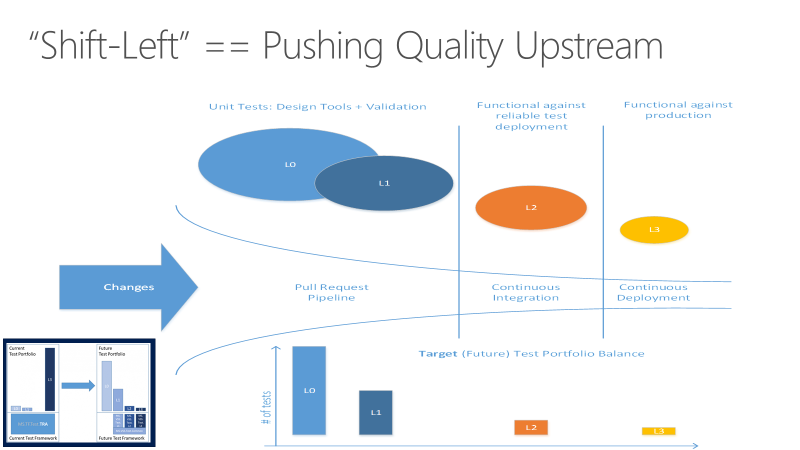 “Shift-Left” == Pushing Quality Upstream
Unit Tests: Design Tools + Validation
Functional against
reliable test
deployment
Functional against
production
L0
L1
L2
L3
Changes
Pull Request
Pipeline
Continuous
Integration
Continuous
Deployment
Target (Future) Test Portfolio Balance
# of tests
L0
L1
L2
L3
Current
Test Portfolio
Future
Test Portfolio
TRA
Current Test Framework
Future Test Framework